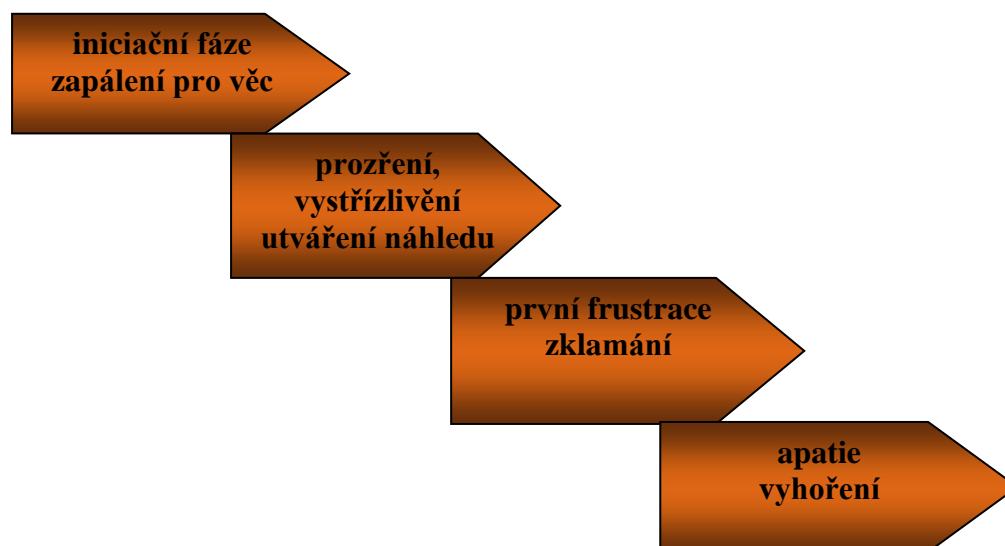 iniciační fáze
zapálení pro věc
prozření,
vystřízlivění
utváření náhledu
první frustrace
zklamání
apatie
vyhoření